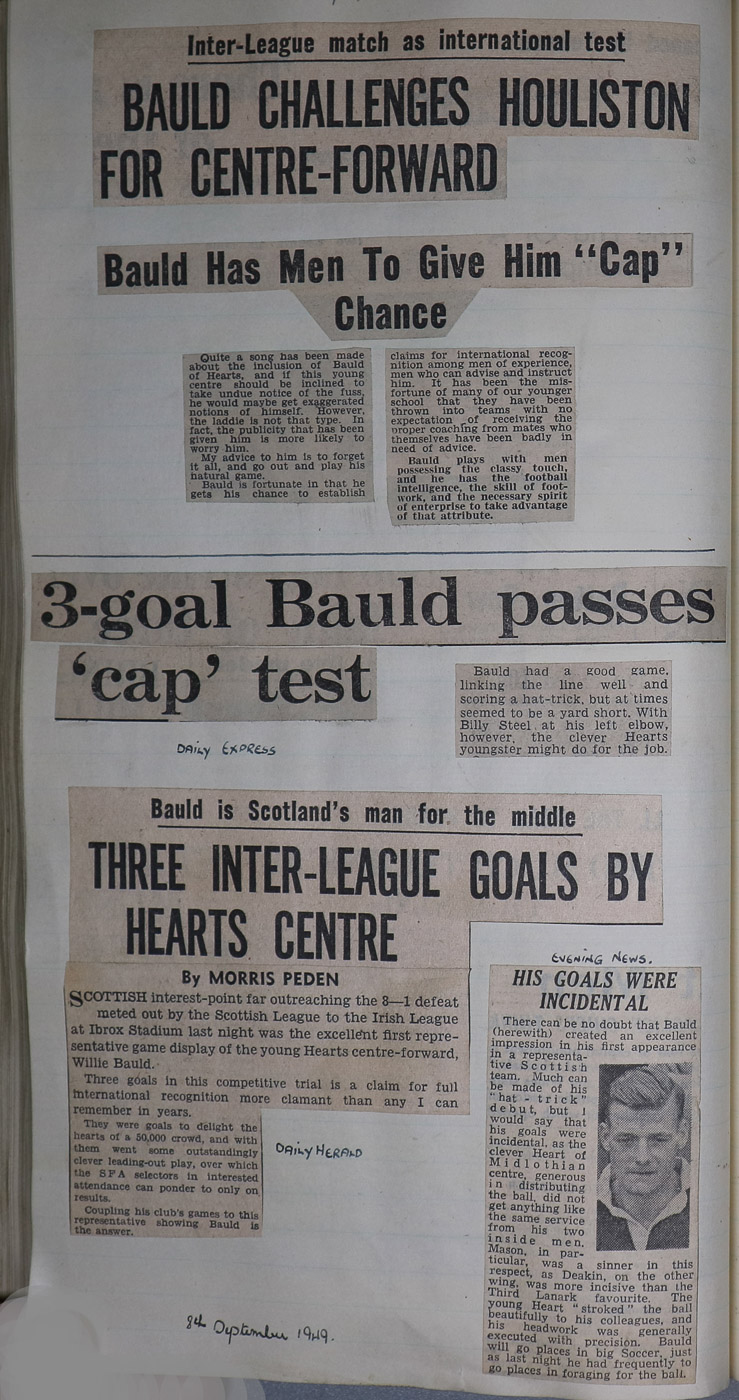 Inter-League match as international test
BAULD CHALLENGES HOULISTON
FOR CENTRE-FORWARD
Bauld Has Men To Give Him “Cap”
Chance
Quite a song has been made
about the inclusion of Bauld
of Hearts, and if this young
centre should be inclined to
take undue notice of the fuss,
he would maybe get exaggerated
notions of himself. However,
the laddie is not that type. In
fact, the publicity that has been
given him is more likely to
worry him.
My advice to him is to forget
it all, and go out and play his
natural game.
Bauld is fortunate in that he
gets his chance to establish
claims for international recog-
nition among men of experience,
men who can advise and instruct
him. It has been the mis-
fortune of many of our younger
school that they have been
thrown into teams with no
expectation of receiving the
proper coaching from mates who
themselves have been badly in
need of advice.
Bauld plays with men
possessing the classy touch,
and he has the football
intelligence, the skill of foot-
work, and the necessary spirit
of enterprise to take advantage
of that attribute.
3-goal Bauld passes
‘cap’ test
Bauld had a good game,
linking the line well and
scoring a hat-trick, but at times
seemed to be a yard short. With
Billy Steel at his left elbow,
however, the clever Hearts
youngster might do for the job.
DAILY EXPRESS
Bauld is Scotland's man for the middle
THREE INTER-LEAGUE GOALS BY
HEARTS CENTRE
By MORRIS PEDEN
SCOTTISH interest-point far outreaching the 8—1 defeat
meted out by the Scottish League to the Irish League
at Ibrox Stadium last night was the excellent first repre-
sentative game display of the young Hearts centre-forward,
Willie Bauld.
Three goals in this competitive trial is a claim for full
international recognition more clamant than any I can
remember in years.
They were goals to delight the
hearts of a 50,000 crowd, and with
them went some outstandingly
clever leading-out play, over which
the SFA selectors in interested
attendance can ponder to only on
results.
Coupling his club's games to this
representative showing Bauld is
the answer.
DAILY HERALD
EVENING NEWS.
HIS GOALS WERE
INCIDENTAL
There can be no doubt that Bauld
(herewith) created an excellent
impression in his first appearance
in a representa-
tive Scottish
team. Much can
be made of his
"hat-trick"
debut, but I
would say that
his goals were
incidental, as the
clever Heart of
Midlothian
centre, generous
in distributing
the ball, did not
get anything like
the same service
from his two
inside men.
Mason, in par-
ticular, was a sinner in this
respect, as Deakin, on the other
wing, was more incisive than the
Third Lanark favourite. The
young Heart "stroked" the ball
beautifully to his colleagues, and
his headwork was generally
executed with precision. Bauld
will go places in big Soccer, just
as last night he had frequently to
go places in foraging for the ball.
8th September 1949.